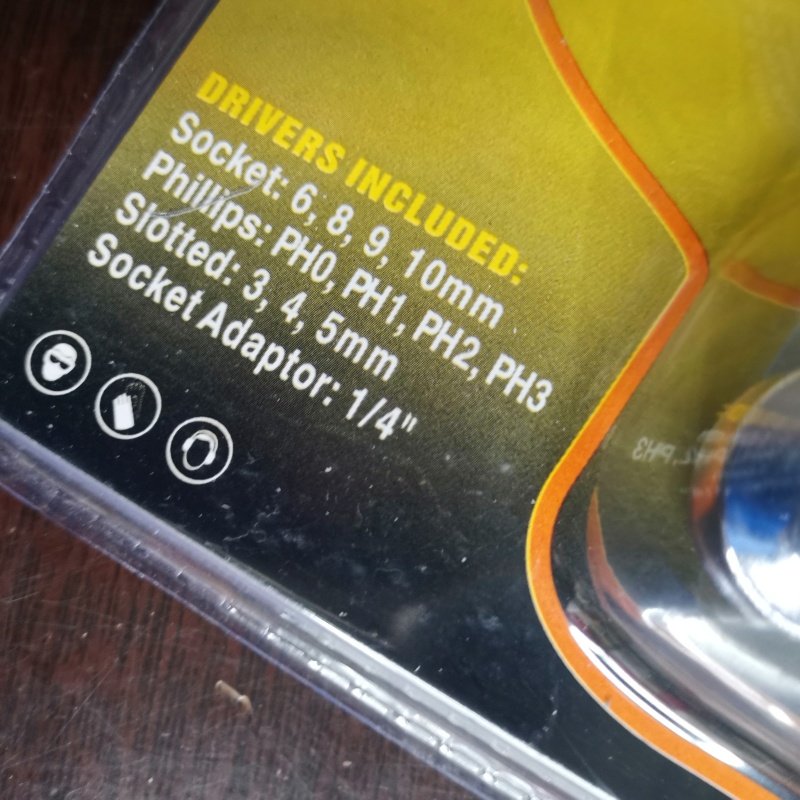 DRIVERS INCLUDED:
Socket: 6, 8, 9, 10mm
Phillips: PH0, PH1, PH2, PH3
Slotted: 3, 4, 5mm
Socket Adaptor: 1/4"